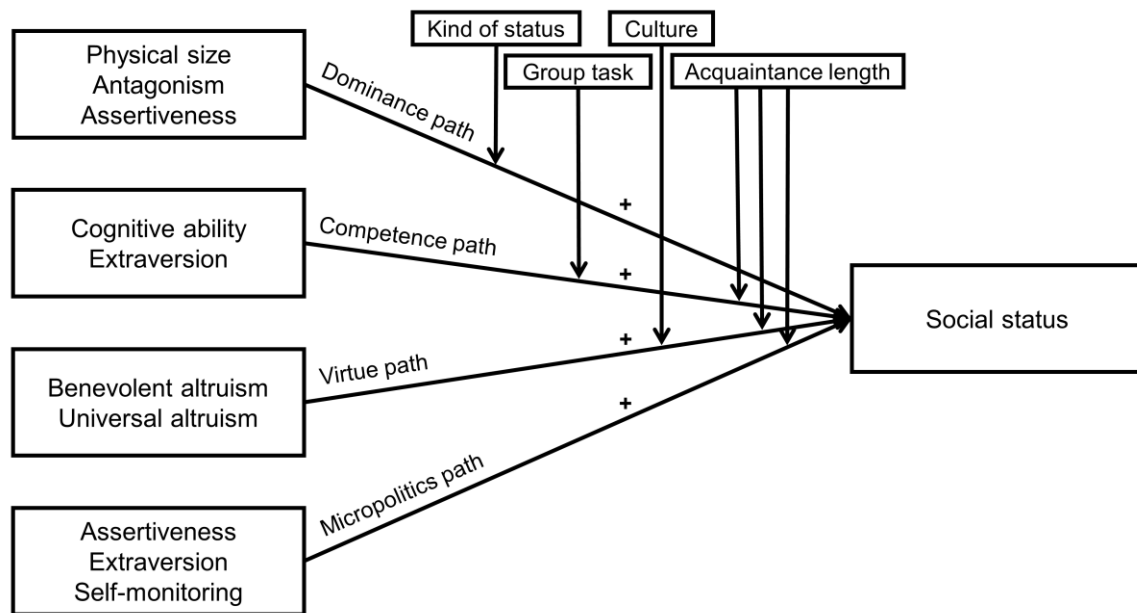 Kind of status
Culture
Group task
Acquaintance length
Physical size
Antagonism
Assertiveness
Dominance path
+
Cognitive ability
Extraversion
Competence path
+
Social status
Benevolent altruism
Universal altruism
Virtue path
+
+
Assertiveness
Extraversion
Self-monitoring
Micropolitics path